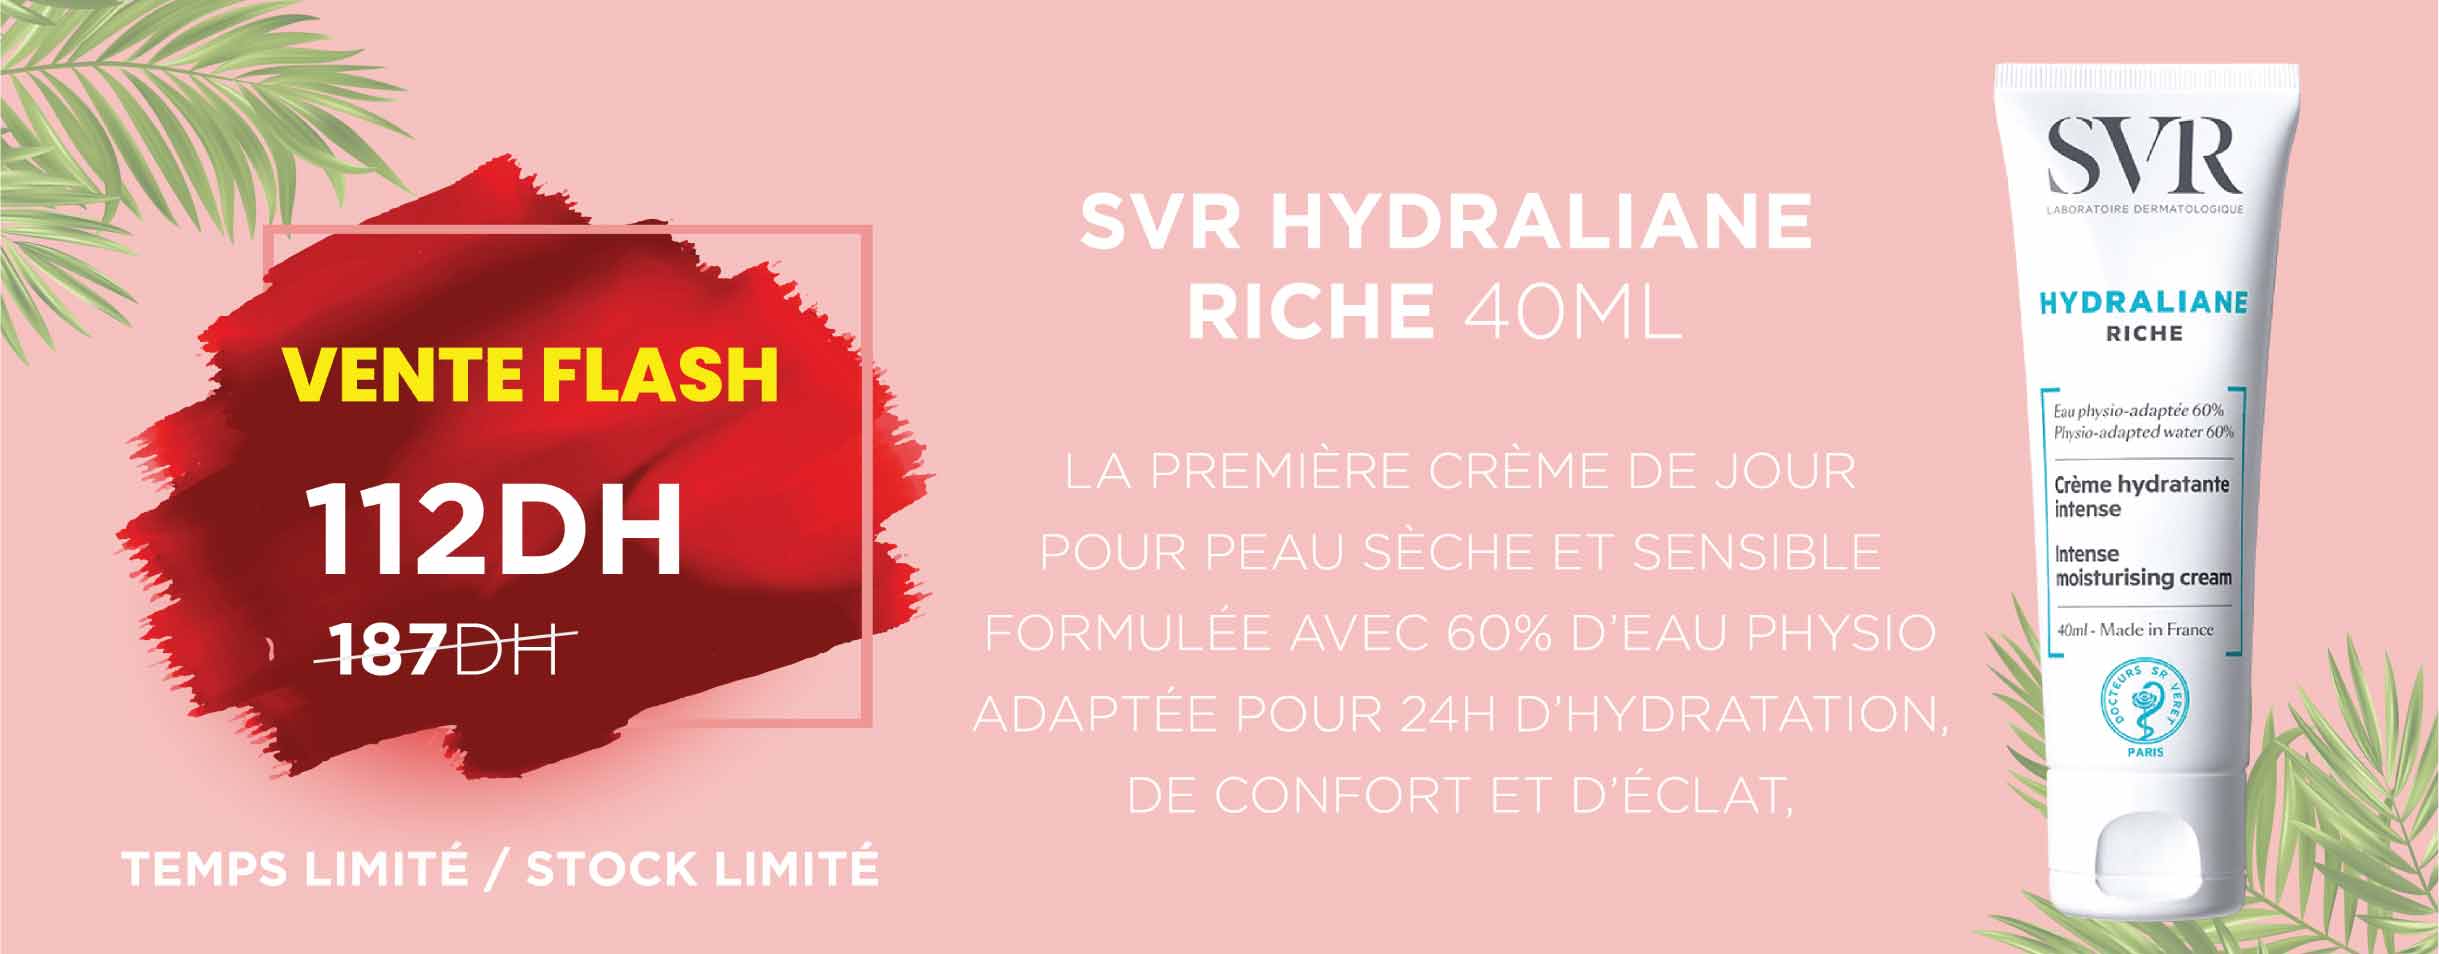 VENTE FLASH
112DH
187DH
TEMPS LIMITÉ / STOCK LIMITÉ
SVR HYDRALIANE
RICHE 40ML
LA PREMIÈRE CRÈME DE JOUR
POUR PEAU SÈCHE ET SENSIBLE
FORMULÉE AVEC 60% D'EAU PHYSIO
ADAPTÉE POUR 24H D'HYDRATATION,
DE CONFORT ET D'ÉCLAT,
SVR
LABORATOIRE DERMATOLOGIQUE
HYDRALIANE
RICHE
Eau physio-adaptée 60%
Physio-adapted water 60%
Crème hydratante
intense
Intense
moisturising cream
40ml - Made in France
DOCTEURS SR VERET
PARIS